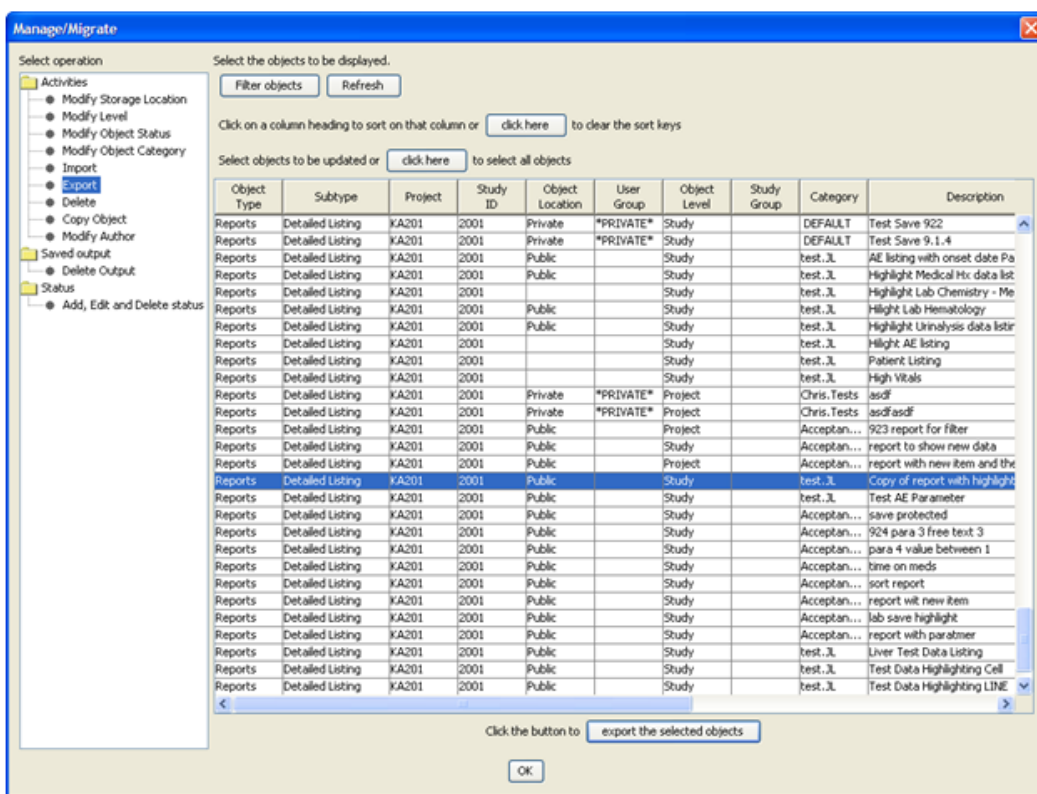 Manage/Migrate
Select operation
Activities
Modify Storage Location
Modify Level
Modify Object Status
Modify Object Category
Import
Export
Delete
Copy Object
Modify Author
Saved output
Delete Output
Status
Add, Edit and Delete status
Select the objects to be displayed.
Filter objects Refresh
Click on a column heading to sort on that column or click here to clear the sort keys
Select objects to be updated or click here to select all objects
Object Type Subtype Project Study ID Object Location User Group Object Level Study Group Category Description
Reports Detailed Listing KA201 2001 Private *PRIVATE* Study DEFAULT Test Save 922
Reports Detailed Listing KA201 2001 Private *PRIVATE* Study DEFAULT Test Save 9.1.4
Reports Detailed Listing KA201 2001 Public Study test.JL AE listing with onset date Pa
Reports Detailed Listing KA201 2001 Public Study test.JL Highlight Medical Hx data list
Reports Detailed Listing KA201 2001 Study test.JL Highlight Lab Chemistry - Me
Reports Detailed Listing KA201 2001 Public Study test.JL Hilight Lab Hematology
Reports Detailed Listing KA201 2001 Public Study test.JL Highlight Urinalysis data listin
Reports Detailed Listing KA201 2001 Study test.JL Hilight AE listing
Reports Detailed Listing KA201 2001 Study test.JL Patient Listing
Reports Detailed Listing KA201 2001 Study test.JL High Vitals
Reports Detailed Listing KA201 2001 Private *PRIVATE* Project Chris.Tests asdf
Reports Detailed Listing KA201 2001 Private *PRIVATE* Project Chris.Tests asdfasdf
Reports Detailed Listing KA201 2001 Public Project Acceptan... 923 report for filter
Reports Detailed Listing KA201 2001 Public Study Acceptan... report to show new data
Reports Detailed Listing KA201 2001 Public Project Acceptan... report with new item and the
Reports Detailed Listing KA201 2001 Public Study test.JL Copy of report with highlight
Reports Detailed Listing KA201 2001 Public Study test.JL Test AE Parameter
Reports Detailed Listing KA201 2001 Public Study Acceptan... save protected
Reports Detailed Listing KA201 2001 Public Study Acceptan... 924 para 3 free text 3
Reports Detailed Listing KA201 2001 Public Study Acceptan... para 4 value between 1
Reports Detailed Listing KA201 2001 Public Study Acceptan... time on meds
Reports Detailed Listing KA201 2001 Public Study Acceptan... sort report
Reports Detailed Listing KA201 2001 Public Study Acceptan... report wit new item
Reports Detailed Listing KA201 2001 Public Study Acceptan... lab save highlight
Reports Detailed Listing KA201 2001 Public Study Acceptan... report with paratmer
Reports Detailed Listing KA201 2001 Public Study test.JL Liver Test Data Listing
Reports Detailed Listing KA201 2001 Public Study test.JL Test Data Highlighting Cell
Reports Detailed Listing KA201 2001 Public Study test.JL Test Data Highlighting LINE
Click the button to export the selected objects
OK